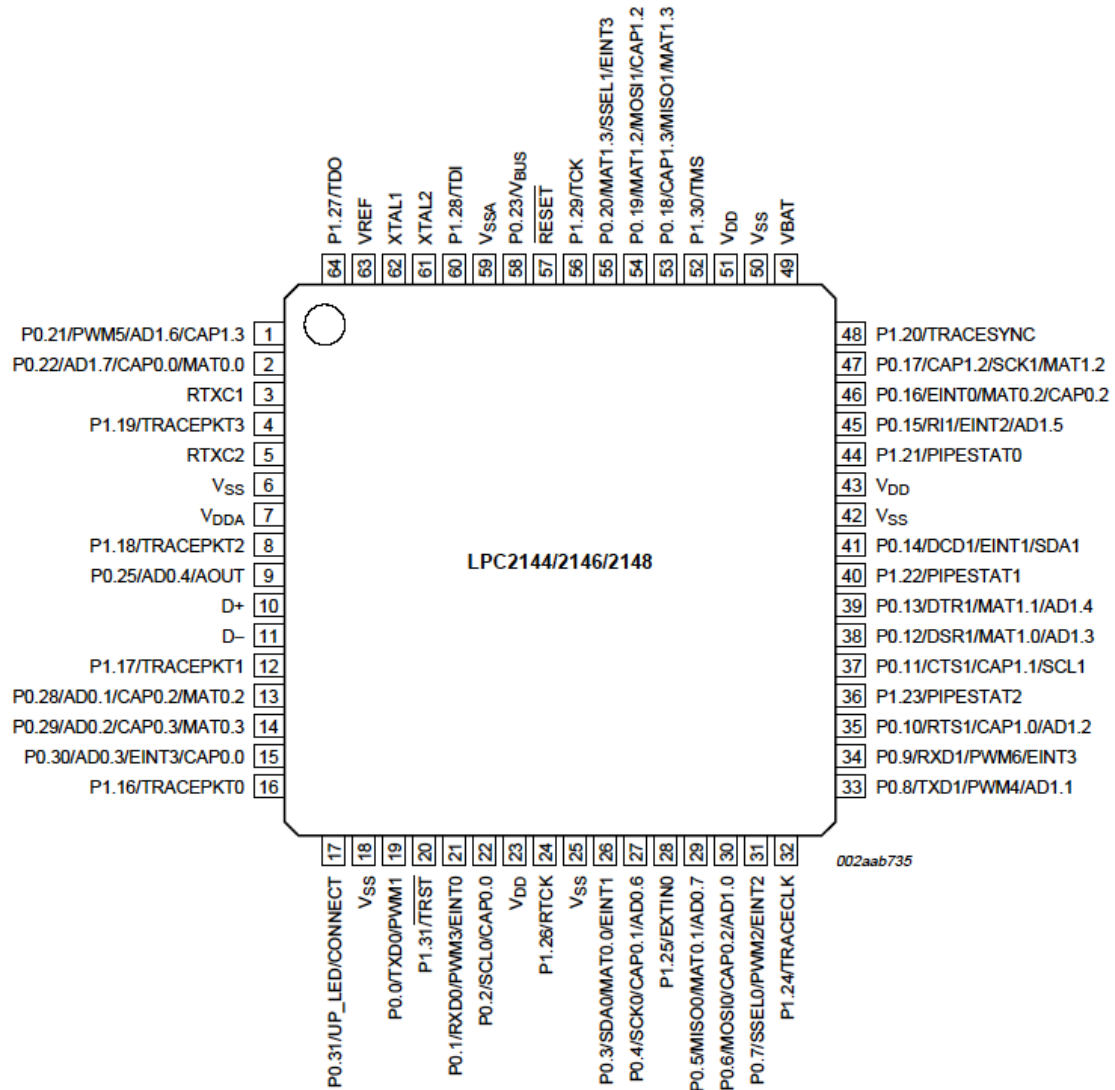 P1.27/TDO
VREF
XTAL1
XTAL2
P1.28/TDI
VSSA
P0.23/VBUS
RESET
P1.29/TCK
P0.20/MAT1.3/SSEL1/EINT3
P0.19/MAT1.2/MOSI1/CAP1.2
P0.18/CAP1.3/MISO1/MAT1.3
P1.30/TMS
VDD
VSS
VBAT
64 63 62 61 60 59 58 57 56 55 54 53 52 51 50 49
P0.21/PWM5/AD1.6/CAP1.3 1
P0.22/AD1.7/CAP0.0/MAT0.0 2
RTXC1 3
P1.19/TRACEPKT3 4
RTXC2 5
VSS 6
VDDA 7
P1.18/TRACEPKT2 8
P0.25/AD0.4/AOUT 9
D+ 10
D− 11
P1.17/TRACEPKT1 12
P0.28/AD0.1/CAP0.2/MAT0.2 13
P0.29/AD0.2/CAP0.3/MAT0.3 14
P0.30/AD0.3/EINT3/CAP0.0 15
P1.16/TRACEPKT0 16
LPC2144/2146/2148
48 P1.20/TRACESYNC
47 P0.17/CAP1.2/SCK1/MAT1.2
46 P0.16/EINT0/MAT0.2/CAP0.2
45 P0.15/RI1/EINT2/AD1.5
44 P1.21/PIPESTAT0
43 VDD
42 VSS
41 P0.14/DCD1/EINT1/SDA1
40 P1.22/PIPESTAT1
39 P0.13/DTR1/MAT1.1/AD1.4
38 P0.12/DSR1/MAT1.0/AD1.3
37 P0.11/CTS1/CAP1.1/SCL1
36 P1.23/PIPESTAT2
35 P0.10/RTS1/CAP1.0/AD1.2
34 P0.9/RXD1/PWM6/EINT3
33 P0.8/TXD1/PWM4/AD1.1
17 18 19 20 21 22 23 24 25 26 27 28 29 30 31 32
P0.31/UP_LED/CONNECT
VSS
P0.0/TXD0/PWM1
P1.31/TRST
P0.1/RXD0/PWM3/EINT0
P0.2/SCL0/CAP0.0
VDD
P1.26/RTCK
VSS
P0.3/SDA0/MAT0.0/EINT1
P0.4/SCK0/CAP0.1/AD0.6
P1.25/EXTIN0
P0.5/MISO0/MAT0.1/AD0.7
P0.6/MOSI0/CAP0.2/AD1.0
P0.7/SSEL0/PWM2/EINT2
P1.24/TRACECLK
002aab735